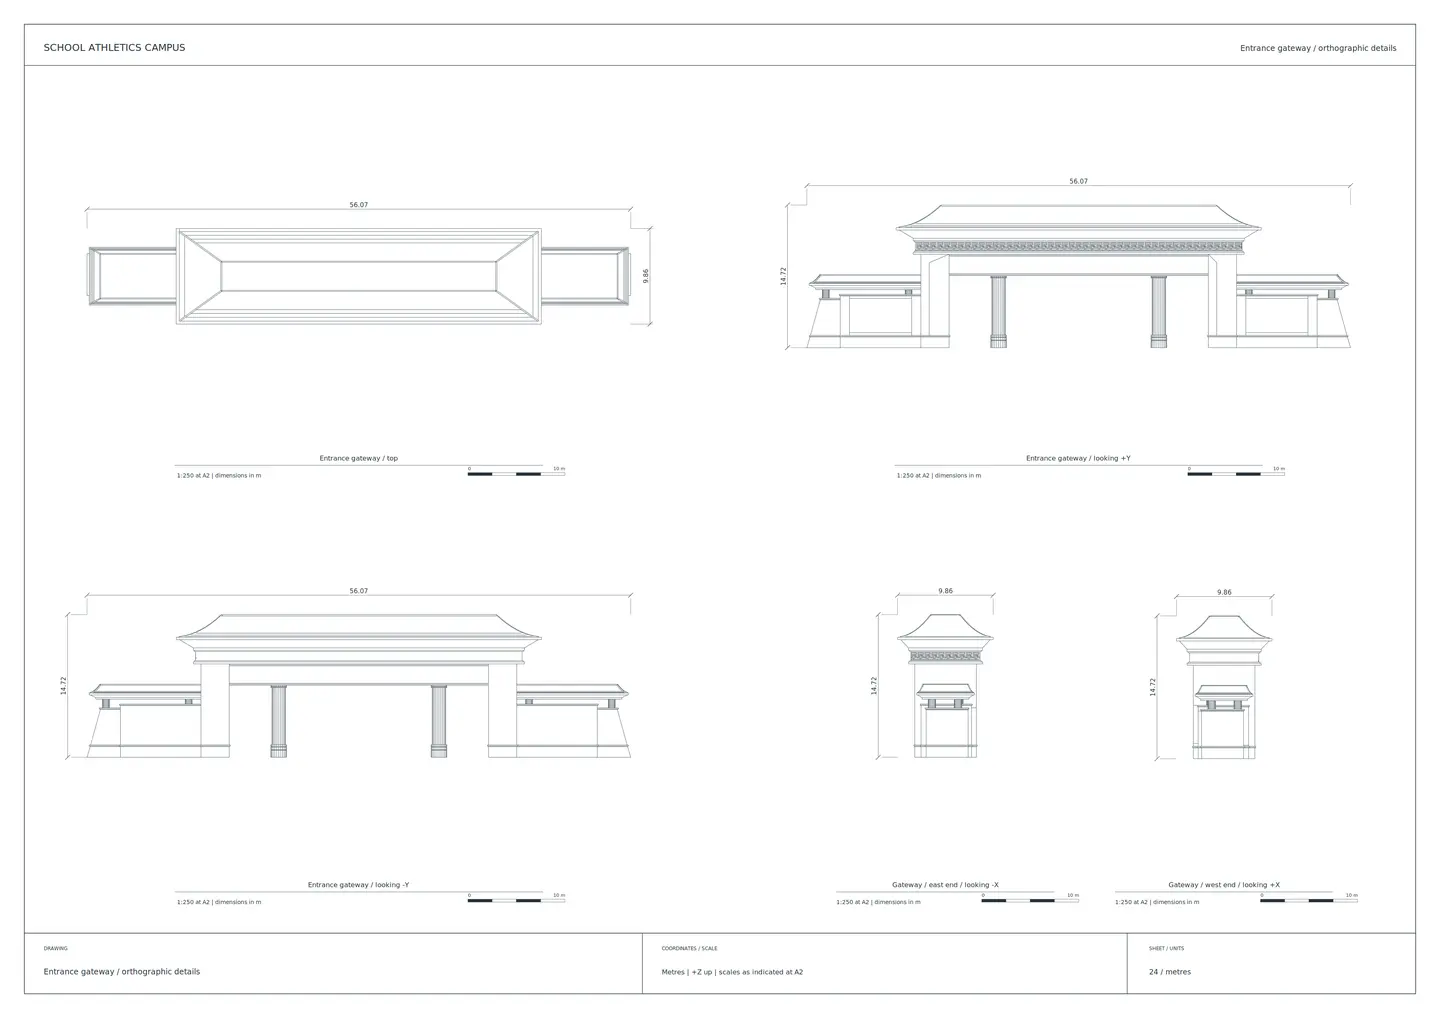 SCHOOL ATHLETICS CAMPUS
Entrance gateway / orthographic details
56.07
9.86
Entrance gateway / top
1:250 at A2 | dimensions in m
0
10 m
56.07
14.72
Entrance gateway / looking +Y
1:250 at A2 | dimensions in m
0
10 m
56.07
14.72
Entrance gateway / looking -Y
1:250 at A2 | dimensions in m
0
10 m
9.86
14.72
Gateway / east end / looking -X
1:250 at A2 | dimensions in m
0
10 m
9.86
14.72
Gateway / west end / looking +X
1:250 at A2 | dimensions in m
0
10 m
DRAWING
Entrance gateway / orthographic details
COORDINATES / SCALE
Metres | +Z up | scales as indicated at A2
SHEET / UNITS
24 / metres